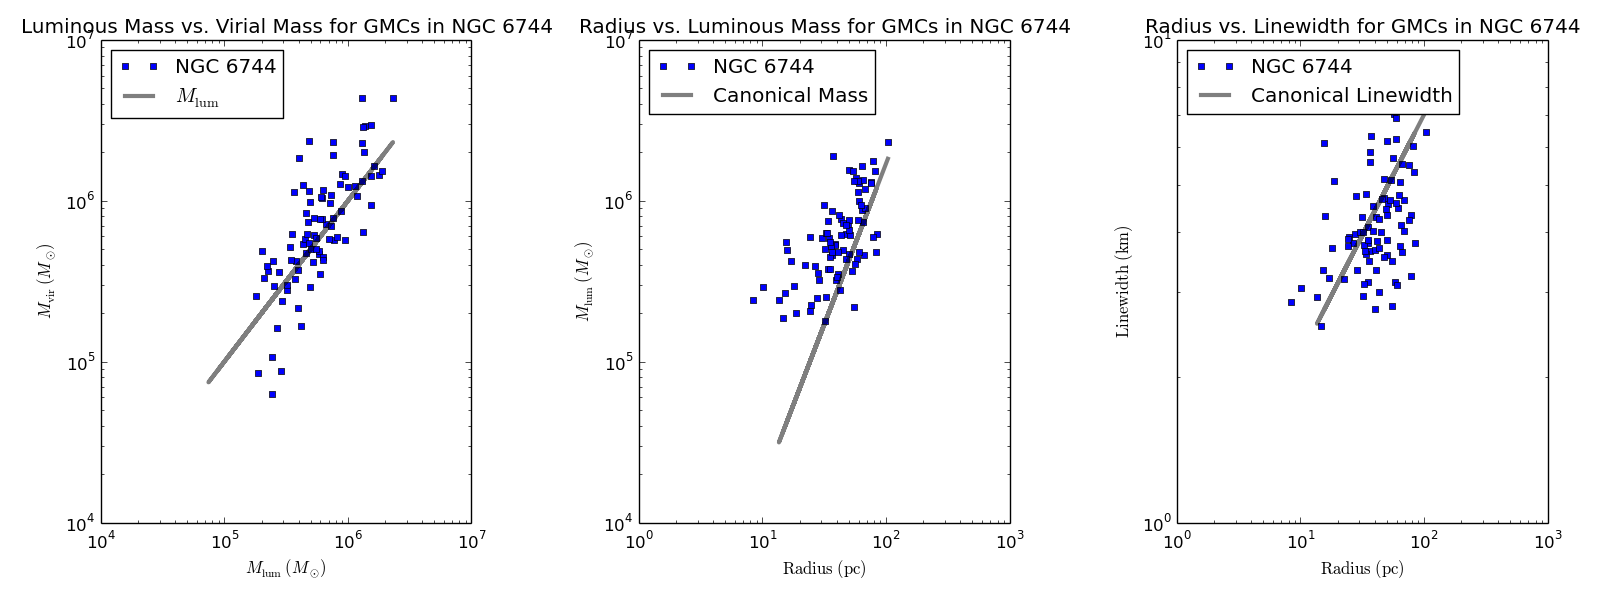 Luminous Mass vs. Virial Mass for GMCs in NGC 6744
10^7
10^6
10^5
10^4
M_vir (M_⊙)
NGC 6744
M_lum
10^4 10^5 10^6 10^7
M_lum (M_⊙)
Radius vs. Luminous Mass for GMCs in NGC 6744
10^7
10^6
10^5
10^4
M_lum (M_⊙)
NGC 6744
Canonical Mass
10^0 10^1 10^2 10^3
Radius (pc)
Radius vs. Linewidth for GMCs in NGC 6744
10^1
10^0
Linewidth (km)
NGC 6744
Canonical Linewidth
10^0 10^1 10^2 10^3
Radius (pc)